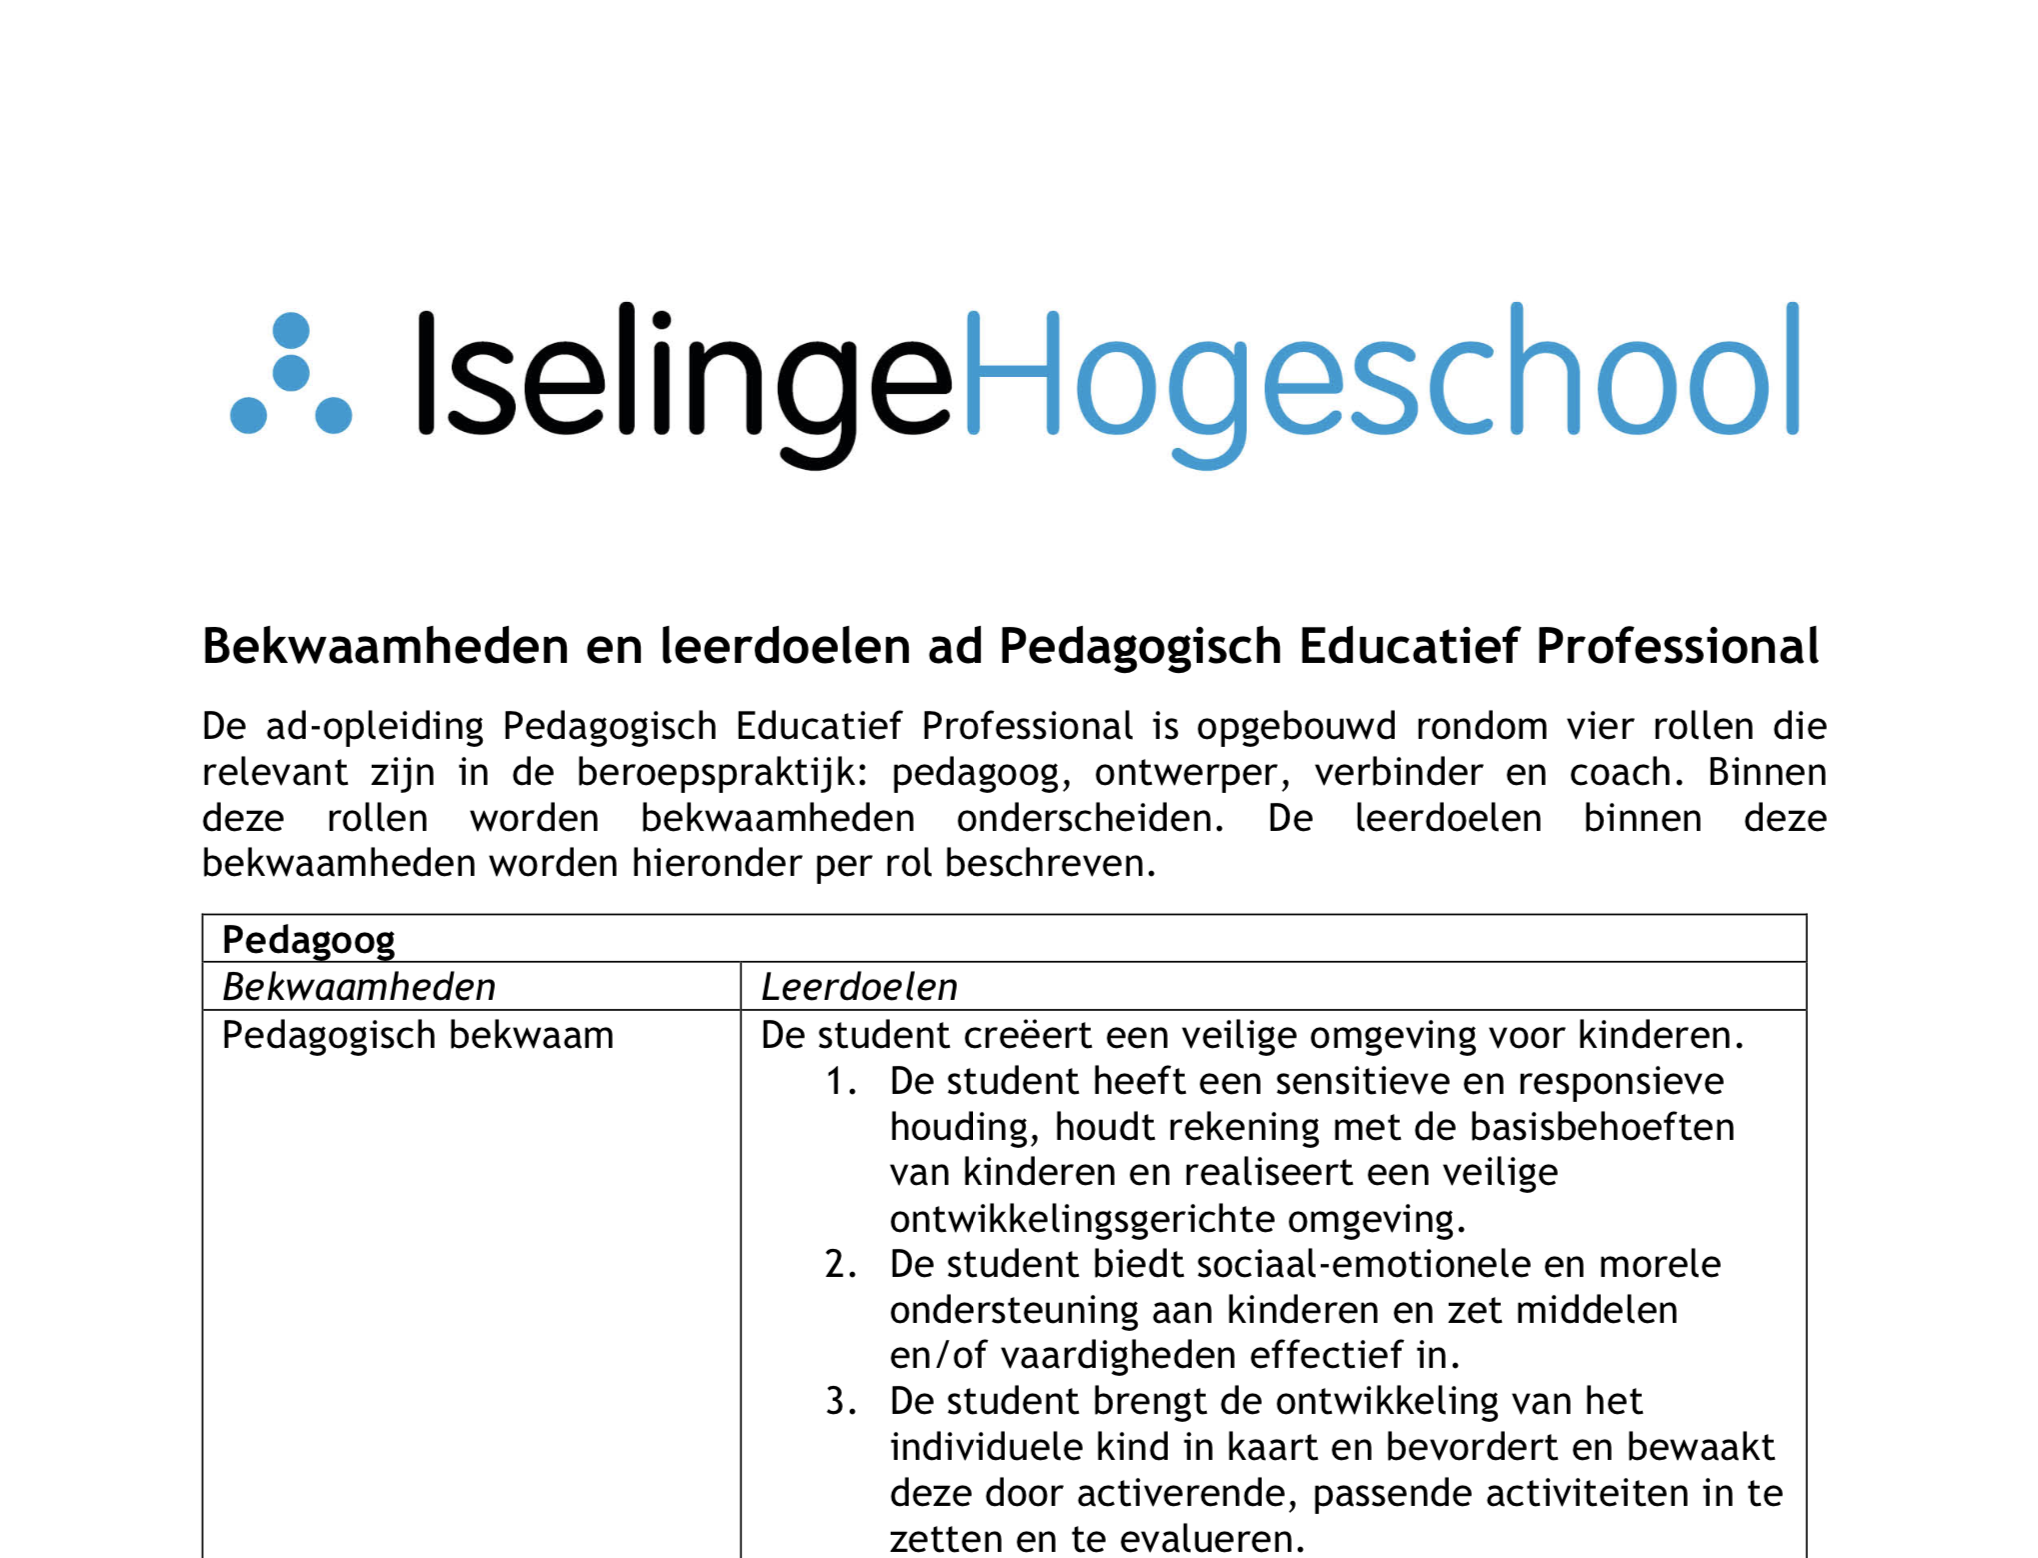 IselingeHogeschool
Bekwaamheden en leerdoelen ad Pedagogisch Educatief Professional
De ad-opleiding Pedagogisch Educatief Professional is opgebouwd rondom vier rollen die
relevant zijn in de beroepspraktijk: pedagoog, ontwerper, verbinder en coach. Binnen
deze rollen worden bekwaamheden onderscheiden. De leerdoelen binnen deze
bekwaamheden worden hieronder per rol beschreven.
Pedagoog
Bekwaamheden
Leerdoelen
Pedagogisch bekwaam
De student creëert een veilige omgeving voor kinderen.
1. De student heeft een sensitieve en responsieve
houding, houdt rekening met de basisbehoeften
van kinderen en realiseert een veilige
ontwikkelingsgerichte omgeving.
2. De student biedt sociaal-emotionele en morele
ondersteuning aan kinderen en zet middelen
en/of vaardigheden effectief in.
3. De student brengt de ontwikkeling van het
individuele kind in kaart en bevordert en bewaakt
deze door activerende, passende activiteiten in te
zetten en te evalueren.